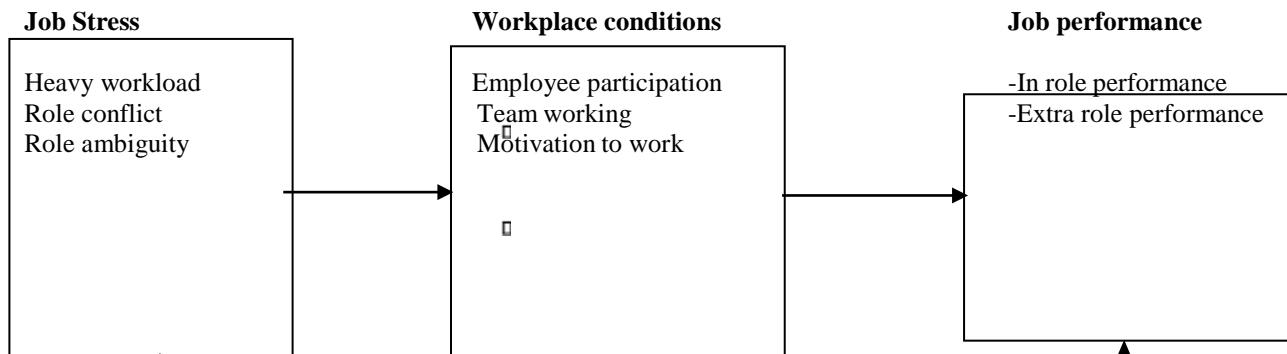 Job Stress
Heavy workload
Role conflict
Role ambiguity
Workplace conditions
Employee participation
Team working
Motivation to work
Job performance
-In role performance
-Extra role performance